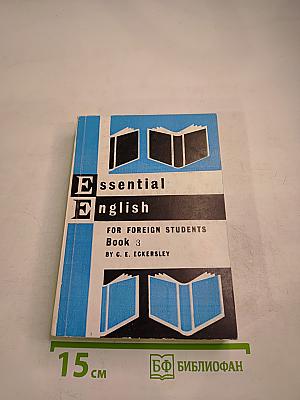 Essential
English
FOR FOREIGN STUDENTS
Book 3
BY C. E. ECKERSLEY
15 см
БФ БИБЛИОФАН